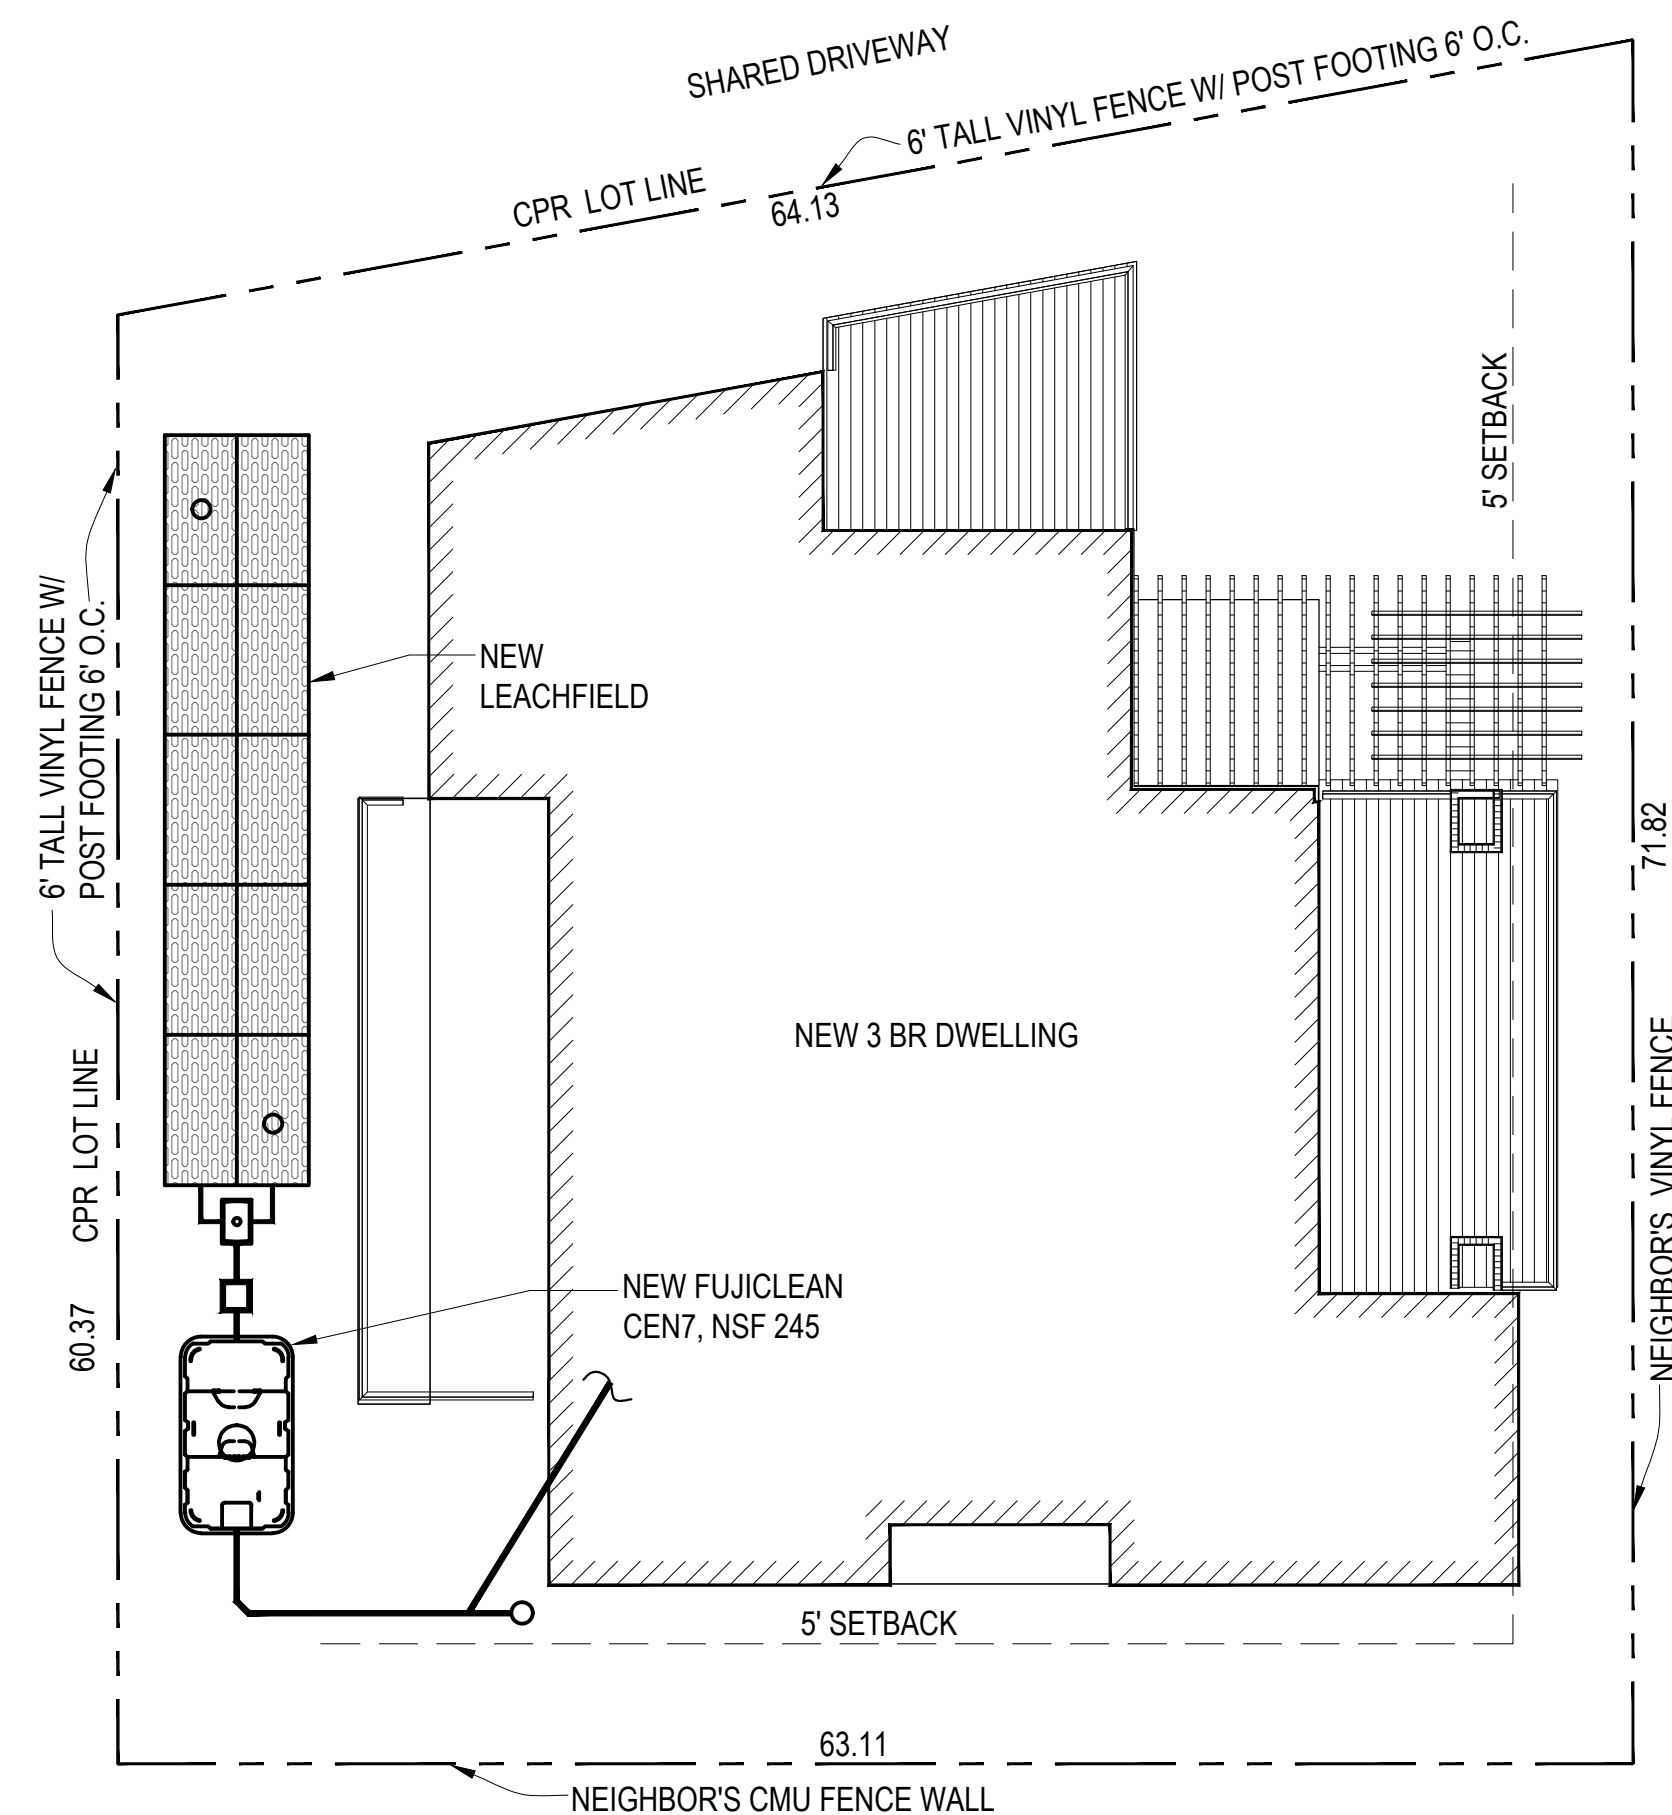 SHARED DRIVEWAY
6' TALL VINYL FENCE W/ POST FOOTING 6' O.C.
CPR LOT LINE
64.13
5' SETBACK
6' TALL VINYL FENCE W/
POST FOOTING 6' O.C.
NEW
LEACHFIELD
71.82
NEW 3 BR DWELLING
CPR LOT LINE
60.37
NEIGHBOR'S VINYL FENCE
NEW FUJICLEAN
CEN7, NSF 245
5' SETBACK
63.11
NEIGHBOR'S CMU FENCE WALL